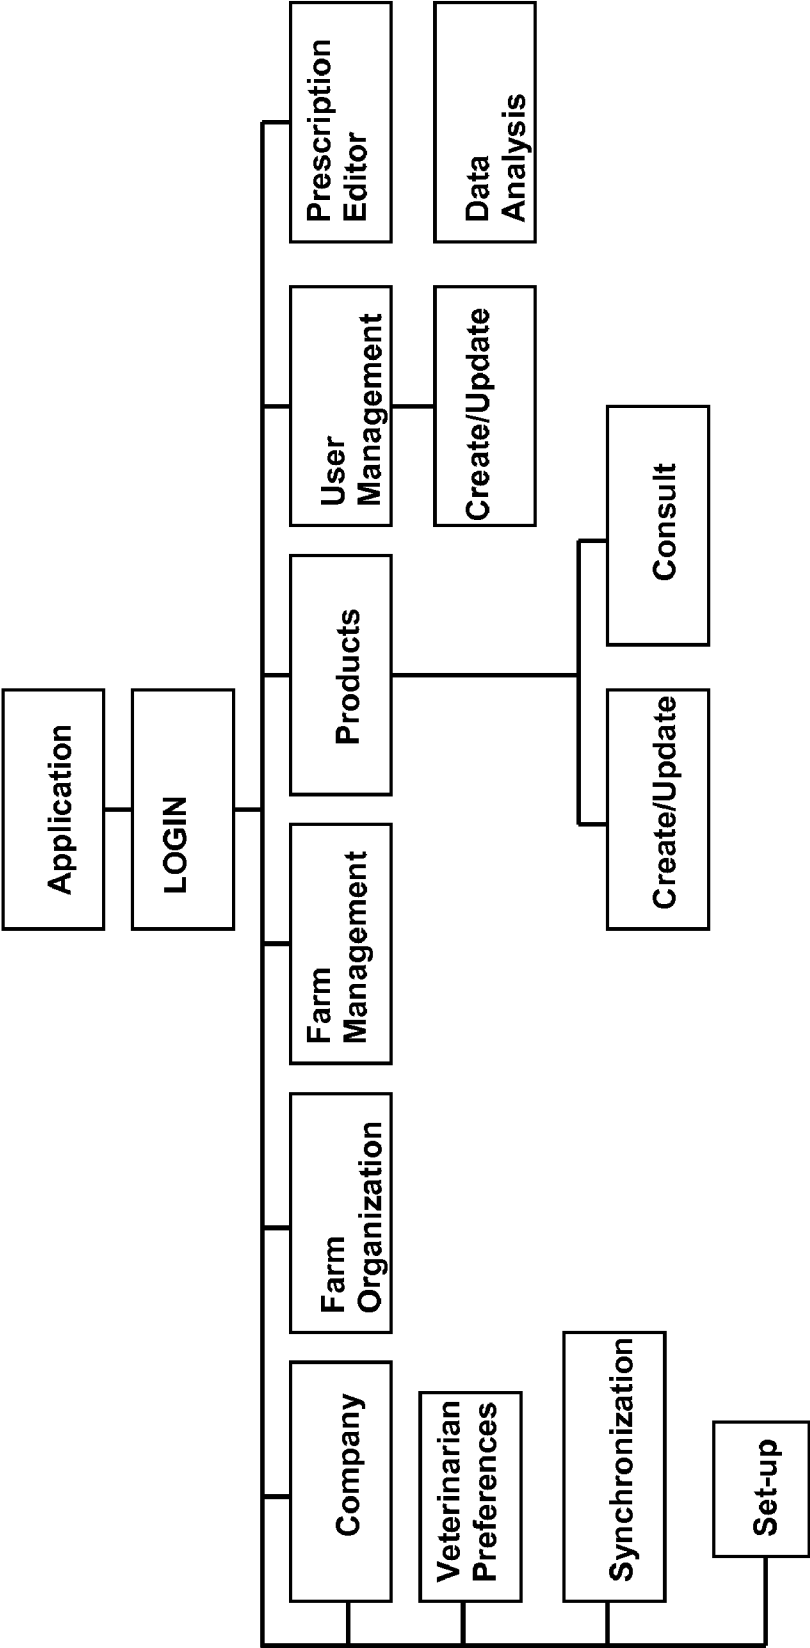 Application
LOGIN
Company
Farm
Organization
Farm
Management
Products
User
Management
Prescription
Editor
Veterinarian
Preferences
Create/Update
Data
Analysis
Synchronization
Create/Update
Consult
Set-up